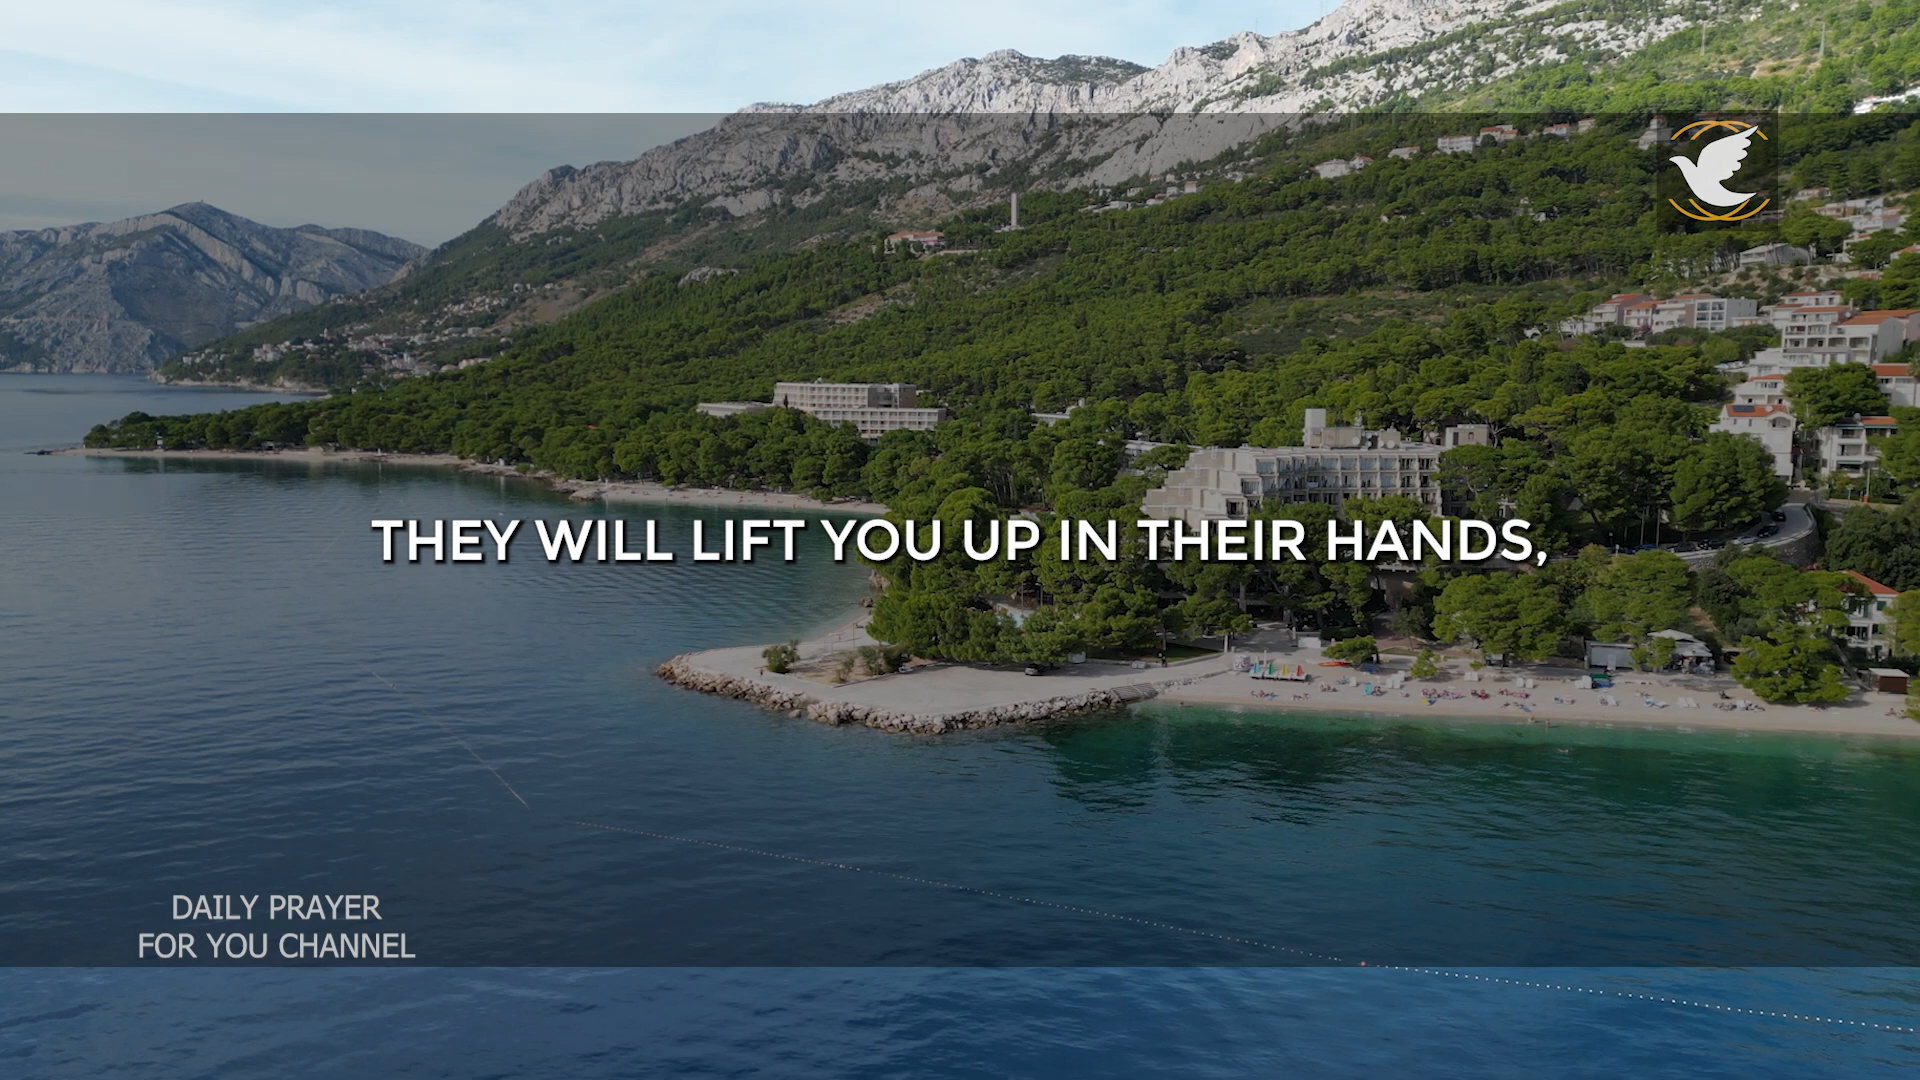 THEY WILL LIFT YOU UP IN THEIR HANDS,
DAILY PRAYER
FOR YOU CHANNEL